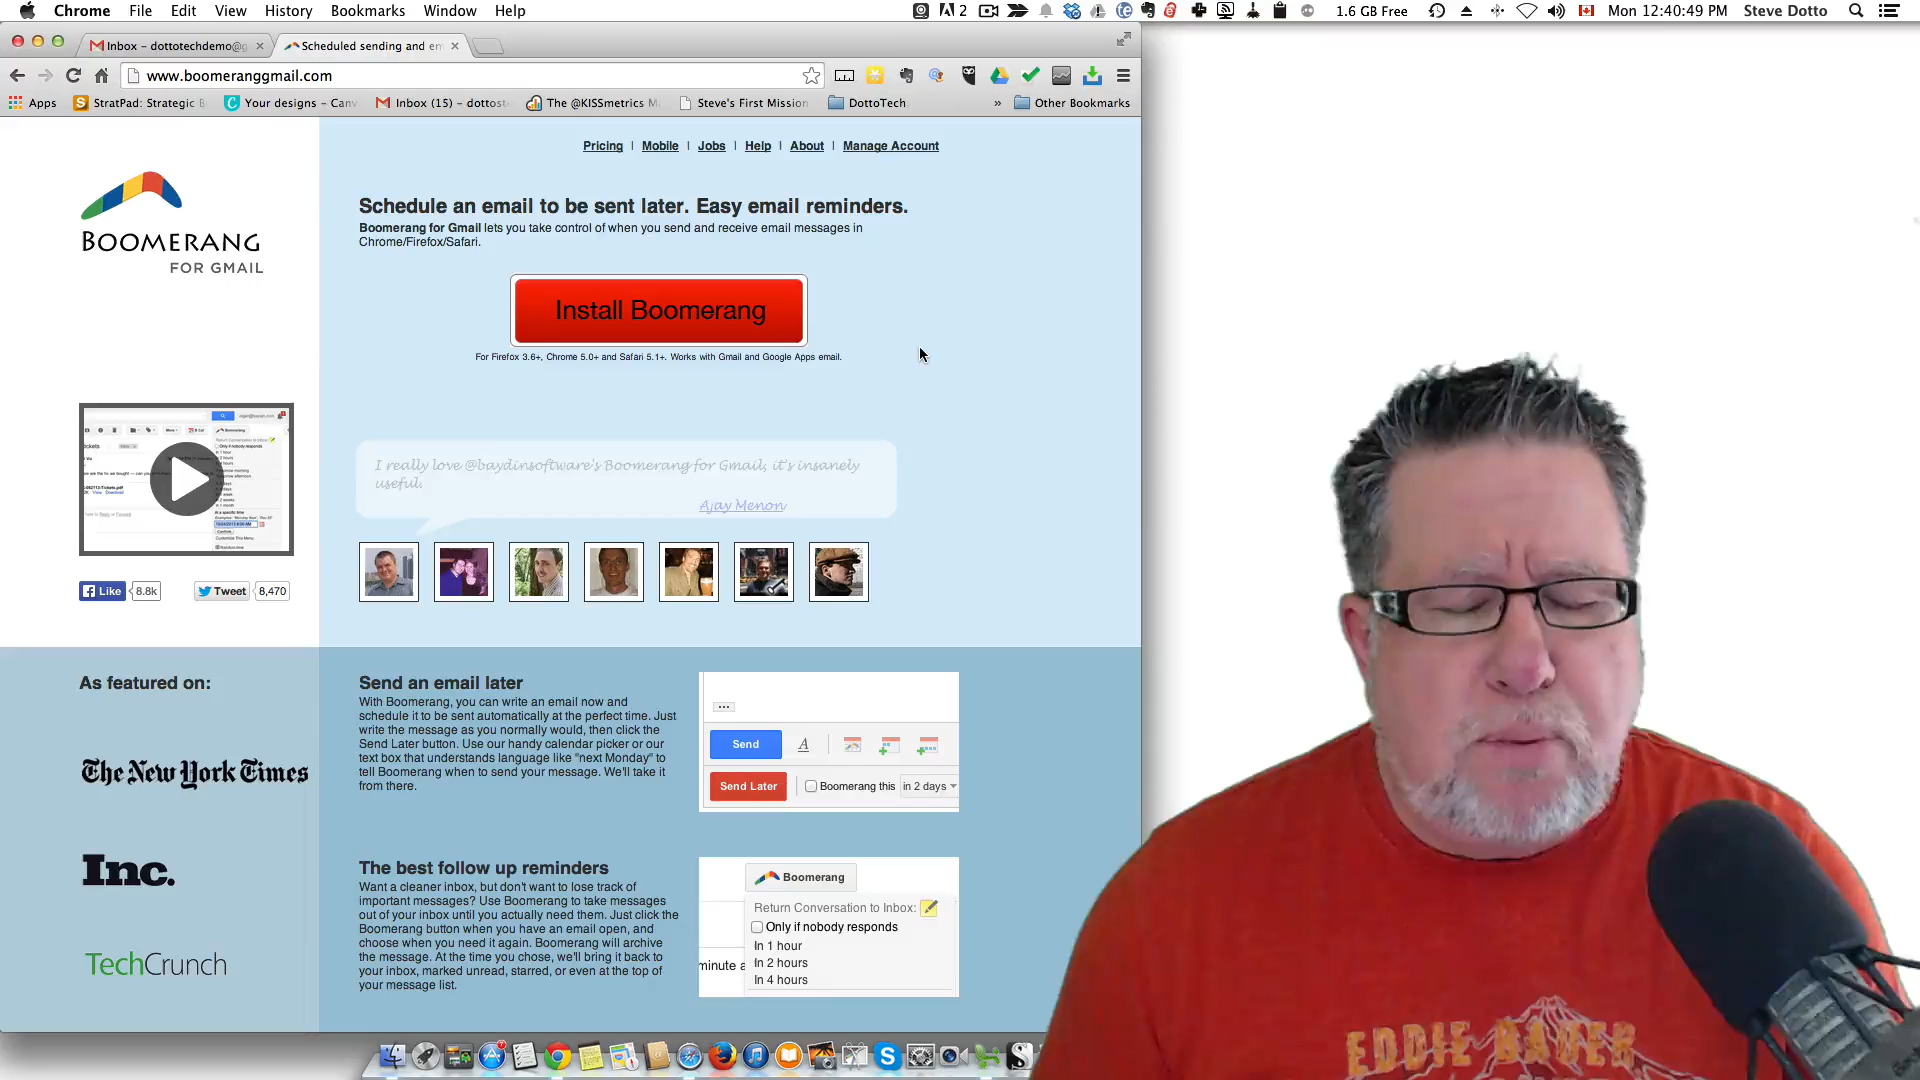 Chrome File Edit View History Bookmarks Window Help
2 1.6 GB Free Mon 12:40:49 PM Steve Dotto
Inbox – dottotechdemo@g
Scheduled sending and em
www.boomeranggmail.com
Apps StratPad: Strategic B Your designs – Canv Inbox (15) – dottost The @KISSmetrics M Steve's First Mission DottoTech » Other Bookmarks
Pricing | Mobile | Jobs | Help | About | Manage Account
BOOMERANG
FOR GMAIL
Schedule an email to be sent later. Easy email reminders.
Boomerang for Gmail lets you take control of when you send and receive email messages in
Chrome/Firefox/Safari.
Install Boomerang
For Firefox 3.6+, Chrome 5.0+ and Safari 5.1+. Works with Gmail and Google Apps email.
I really love @baydinsoftware's Boomerang for Gmail, it's insanely
useful.
Ajay Menon
Like 8.8k Tweet 8,470
As featured on:
The New York Times
Inc.
TechCrunch
Send an email later
With Boomerang, you can write an email now and
schedule it to be sent automatically at the perfect time. Just
write the message as you normally would, then click the
Send Later button. Use our handy calendar picker or our
text box that understands language like "next Monday" to
tell Boomerang when to send your message. We'll take it
from there.
Send
Send Later Boomerang this in 2 days
The best follow up reminders
Want a cleaner inbox, but don't want to lose track of
important messages? Use Boomerang to take messages
out of your inbox until you actually need them. Just click the
Boomerang button when you have an email open, and
choose when you need it again. Boomerang will archive
the message. At the time you chose, we'll bring it back to
your inbox, marked unread, starred, or even at the top of
your message list.
Boomerang
Return Conversation to Inbox:
Only if nobody responds
In 1 hour
In 2 hours
In 4 hours
minute a
EDDIE BAUER